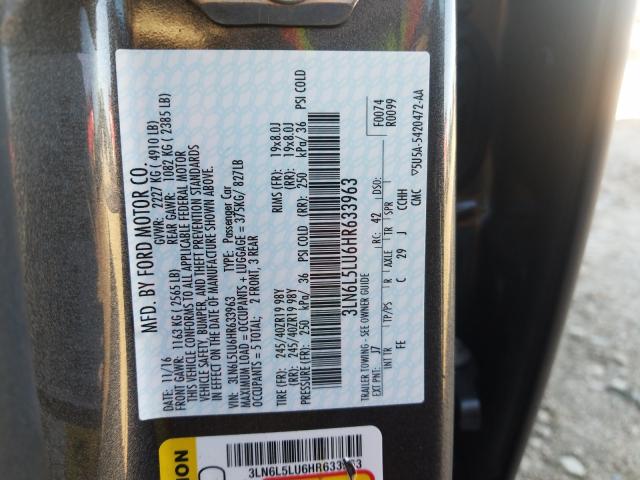 MFD. BY FORD MOTOR CO.
DATE: 11/16 GVWR: 2227 KG ( 4910 LB)
FRONT GAWR: 1163 KG ( 2565 LB) REAR GAWR: 1082 KG ( 2385 LB)
THIS VEHICLE CONFORMS TO ALL APPLICABLE FEDERAL MOTOR
VEHICLE SAFETY, BUMPER, AND THEFT PREVENTION STANDARDS
IN EFFECT ON THE DATE OF MANUFACTURE SHOWN ABOVE.
VIN: 3LN6L5LU6HR633963 TYPE: Passenger Car
MAXIMUM LOAD = OCCUPANTS + LUGGAGE = 375KG/ 827LB
OCCUPANTS = 5 TOTAL: 2 FRONT, 3 REAR
TIRE (FR): 245/40ZR19 98Y RIMS (FR): 19x8.0J
TIRE (RR): 245/40ZR19 98Y (RR): 19x8.0J
PRESSURE (FR): 250 kPa/ 36 PSI COLD (RR): 250 kPa/ 36 PSI COLD
3LN6L5LU6HR633963
TRAILER TOWING - SEE OWNER GUIDE F0074
RC: 42 DSO: R0099
EXT PNT: J7
INT TR TP/PS R AXLE TR SPR
FE C 29 J CCHH
CMC ▽5U5A-5420472-AA
3LN6L5LU6HR633963